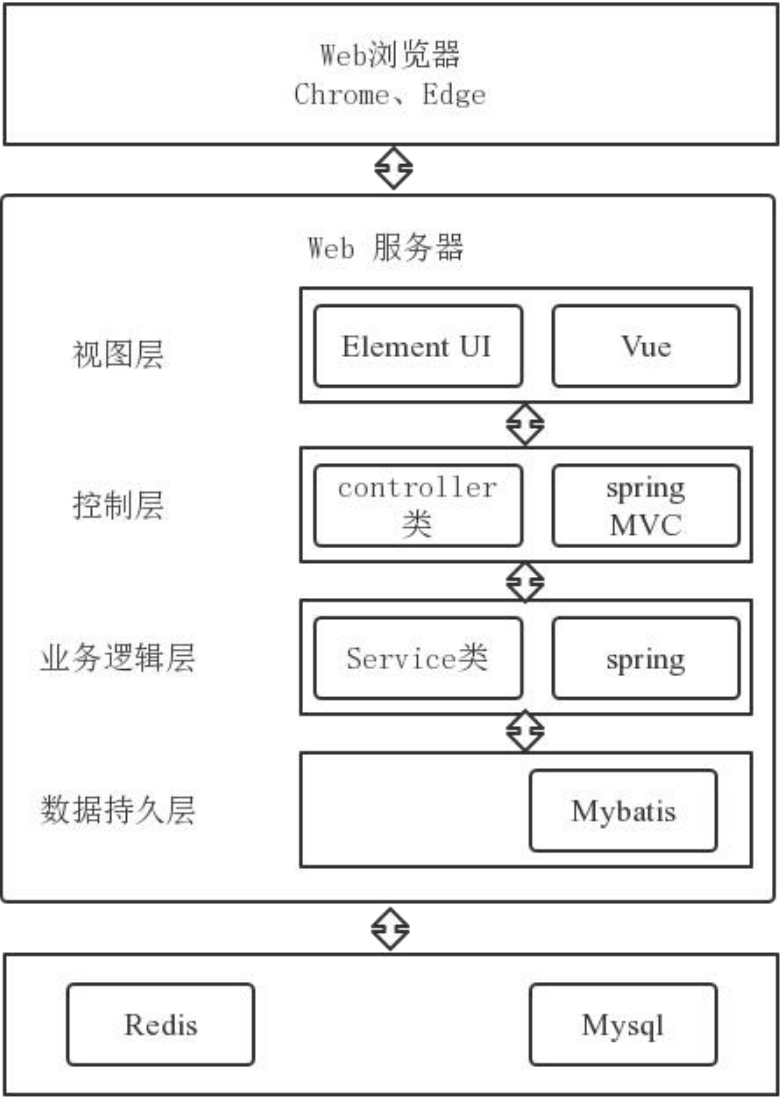 Web浏览器
Chrome、Edge
Web 服务器
视图层
Element UI
Vue
控制层
controller
类
spring
MVC
业务逻辑层
Service类
spring
数据持久层
Mybatis
Redis
Mysql